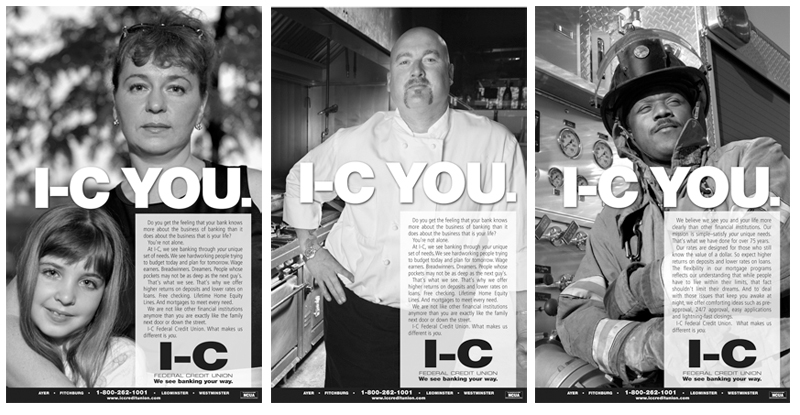 I-C YOU.
Do you get the feeling that your bank knows
more about the business of banking than it
does about the business that is your life?
You're not alone.
At I-C, we see banking through your unique
set of needs. We see hardworking people trying
to budget today and plan for tomorrow. Wage
earners. Breadwinners. Dreamers. People whose
pockets may not be as deep as the next guy's.
That's what we see. That's why we offer
higher returns on deposits and lower rates on
loans. Free checking. Lifetime Home Equity
Lines. And mortgages to meet every need.
We are not like other financial institutions
anymore than you are exactly like the family
next door or down the street.
I-C Federal Credit Union. What makes us
different is you.
I-C
FEDERAL CREDIT UNION
We see banking your way.
AYER • FITCHBURG • 1-800-262-1001 • LEOMINSTER • WESTMINSTER
www.iccreditunion.com
NCUA
I-C YOU.
Do you get the feeling that your bank knows
more about the business of banking than it
does about the business that is your life?
You're not alone.
At I-C, we see banking through your unique
set of needs. We see hardworking people trying
to budget today and plan for tomorrow. Wage
earners. Breadwinners. Dreamers. People whose
pockets may not be as deep as the next guy's.
That's what we see. That's why we offer
higher returns on deposits and lower rates on
loans. Free checking. Lifetime Home Equity
Lines. And mortgages to meet every need.
We are not like other financial institutions
anymore than you are exactly like the family
next door or down the street.
I-C Federal Credit Union. What makes us
different is you.
I-C
FEDERAL CREDIT UNION
We see banking your way.
AYER • FITCHBURG • 1-800-262-1001 • LEOMINSTER • WESTMINSTER
www.iccreditunion.com
NCUA
I-C YOU.
We believe we see you and your life more
clearly than other financial institutions. Our
mission is simple–satisfy your unique needs.
That's what we have done for over 75 years.
Our rates are designed for those who still
know the value of a dollar. So expect higher
returns on deposits and lower rates on loans.
The flexibility in our mortgage programs
reflects our understanding that while people
have to live within their limits, that fact
shouldn't limit their dreams. And to deal
with those issues that keep you awake at
night, we offer comforting ideas such as pre-
approval, 24/7 approval, easy applications
and lightning-fast closings.
I-C Federal Credit Union. What makes us
different is you.
I-C
FEDERAL CREDIT UNION
We see banking your way.
AYER • FITCHBURG • 1-800-262-1001 • LEOMINSTER • WESTMINSTER
www.iccreditunion.com
NCUA